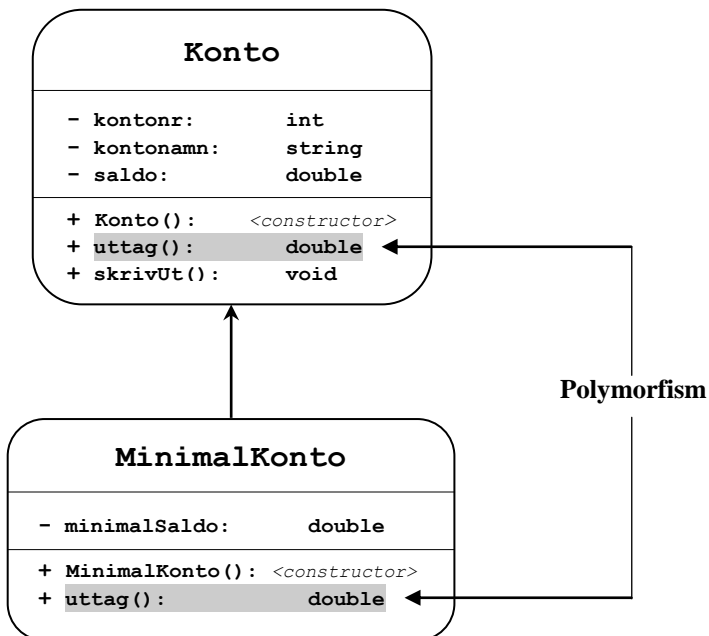 Konto
- kontonr: int
- kontonamn: string
- saldo: double
+ Konto(): <constructor>
+ uttag(): double
+ skrivUt(): void
Polymorfism
MinimalKonto
- minimalSaldo: double
+ MinimalKonto(): <constructor>
+ uttag(): double